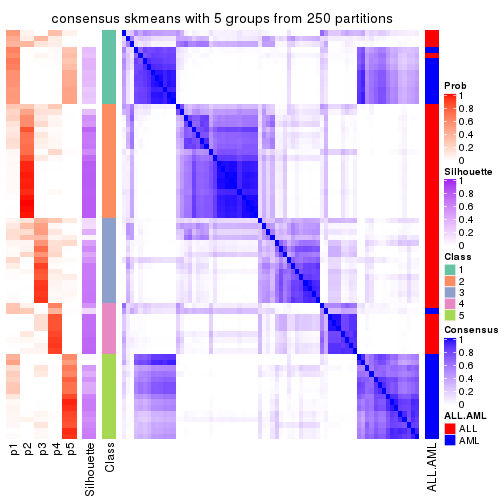 consensus skmeans with 5 groups from 250 partitions
Prob
1
0.8
0.6
0.4
0.2
0
Silhouette
1
0.8
0.6
0.4
0.2
0
Class
1
2
3
4
5
Consensus
1
0.8
0.6
0.4
0.2
0
ALL.AML
ALL
AML
p1
p2
p3
p4
p5
Silhouette
Class
ALL.AML